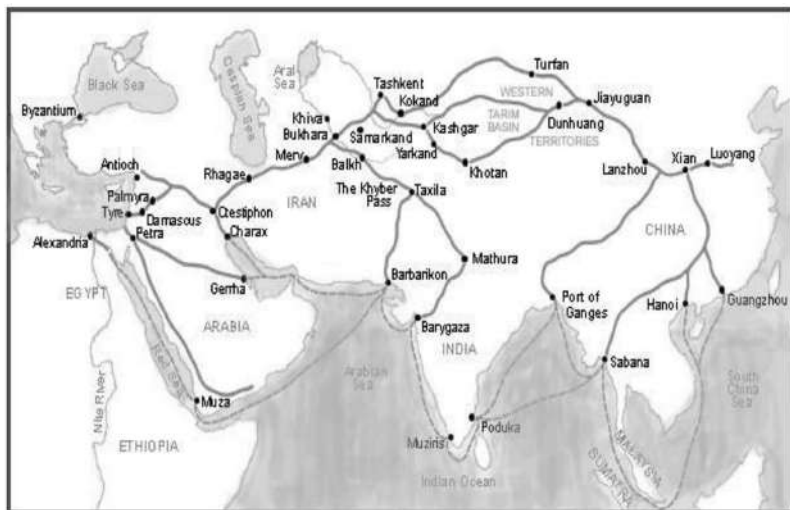 Black Sea
Byzantium
Caspian Sea
Aral
Sea
Tashkent
Kokand
Turfan
Khiva
Bukhara
Samarkand
Kashgar
Yarkand
WESTERN
TARIM
BASIN
TERRITORIES
Dunhuang
Jiayuguan
Merv
Balkh
Khotan
Lanzhou
Xian
Luoyang
Antioch
Rhagae
The Khyber
Pass
Taxila
Palmyra
Tyre
Damasous
Ctestiphon
IRAN
CHINA
Alexandria
Petra
Charax
Mathura
EGYPT
Gerrha
Barbarikon
Port of
Ganges
Hanoi
Guangzhou
ARABIA
Barygaza
INDIA
Sabana
Red Sea
Arabian
Sea
South
China
Sea
Nile River
Muza
Poduka
ETHIOPIA
Muziris
Indian Ocean
MALAYSIA
SUMATRA